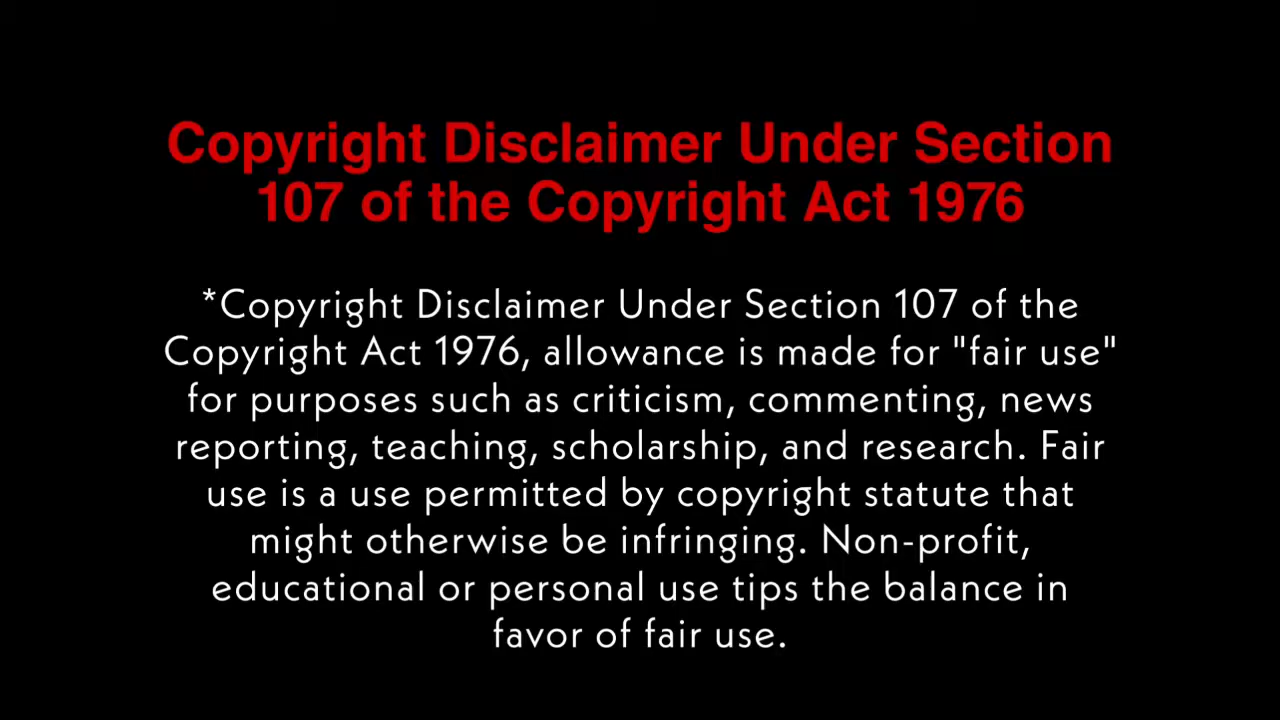 Copyright Disclaimer Under Section
107 of the Copyright Act 1976
*Copyright Disclaimer Under Section 107 of the
Copyright Act 1976, allowance is made for "fair use"
for purposes such as criticism, commenting, news
reporting, teaching, scholarship, and research. Fair
use is a use permitted by copyright statute that
might otherwise be infringing. Non-profit,
educational or personal use tips the balance in
favor of fair use.